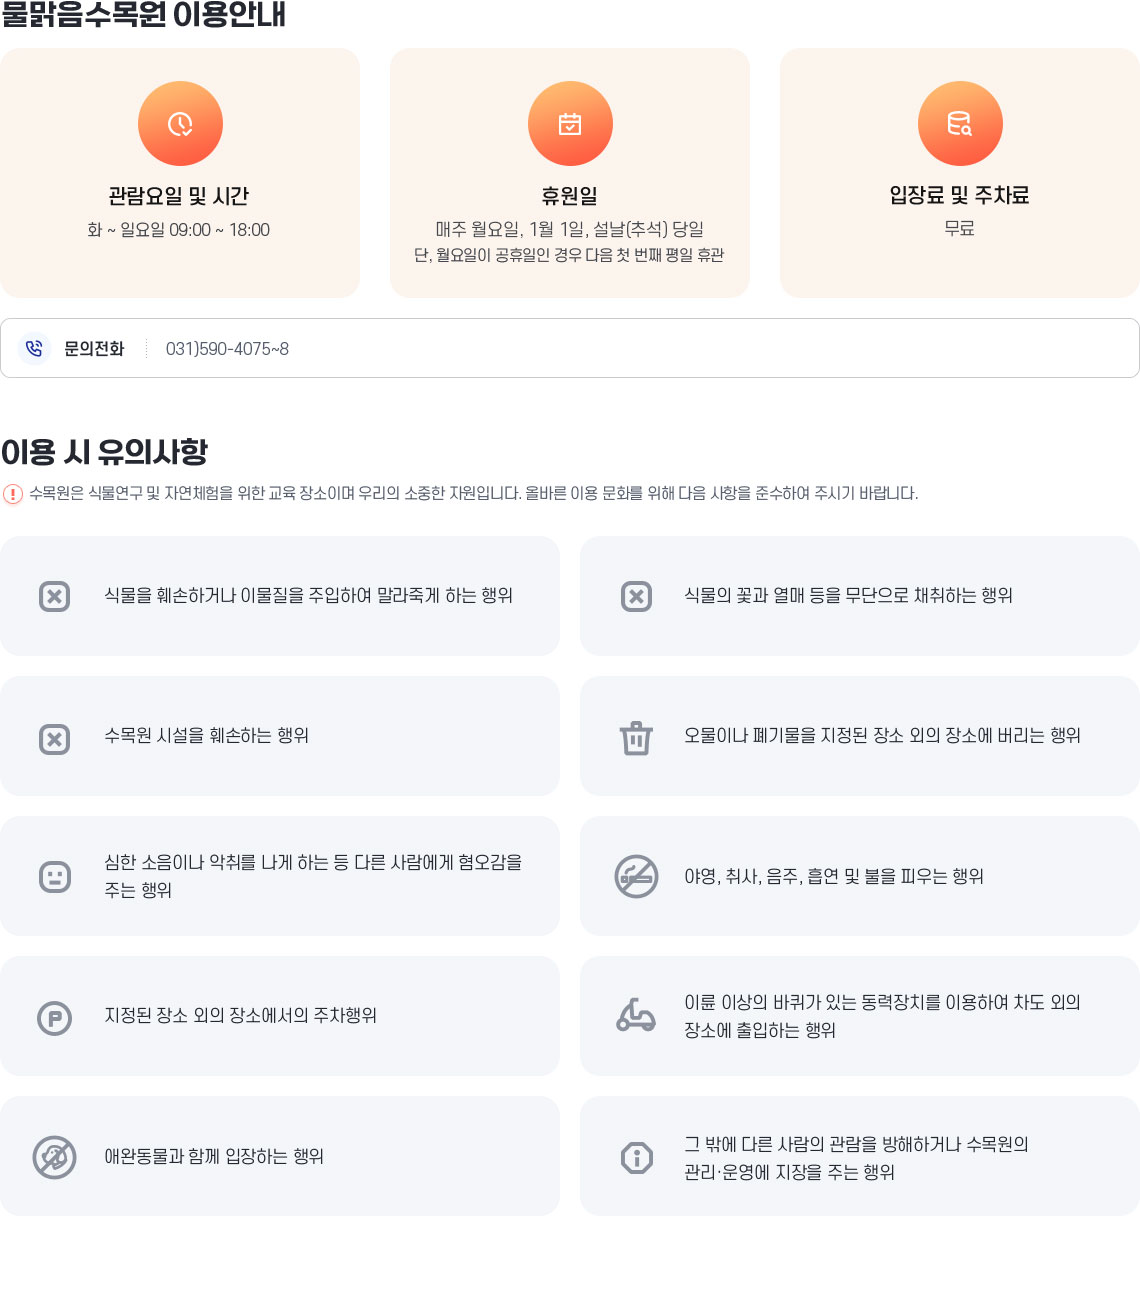 물맑음수목원 이용안내
관람요일 및 시간
화 ~ 일요일 09:00 ~ 18:00
휴원일
매주 월요일, 1월 1일, 설날(추석) 당일
단, 월요일이 공휴일인 경우 다음 첫 번째 평일 휴관
입장료 및 주차료
무료
문의전화
031)590-4075~8
이용 시 유의사항
수목원은 식물연구 및 자연체험을 위한 교육 장소이며 우리의 소중한 자원입니다. 올바른 이용 문화를 위해 다음 사항을 준수하여 주시기 바랍니다.
식물을 훼손하거나 이물질을 주입하여 말라죽게 하는 행위
식물의 꽃과 열매 등을 무단으로 채취하는 행위
수목원 시설을 훼손하는 행위
오물이나 폐기물을 지정된 장소 외의 장소에 버리는 행위
심한 소음이나 악취를 나게 하는 등 다른 사람에게 혐오감을
주는 행위
야영, 취사, 음주, 흡연 및 불을 피우는 행위
지정된 장소 외의 장소에서의 주차행위
이륜 이상의 바퀴가 있는 동력장치를 이용하여 차도 외의
장소에 출입하는 행위
애완동물과 함께 입장하는 행위
그 밖에 다른 사람의 관람을 방해하거나 수목원의
관리·운영에 지장을 주는 행위